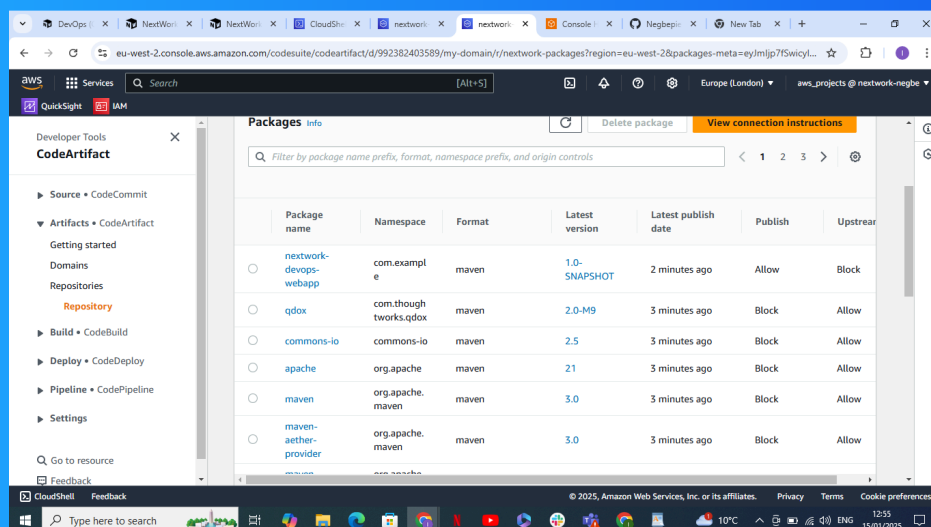 DevOps
NextWor
NextWor
CloudShe
nextwork-
nextwork-
Console
Negbepie
New Tab
eu-west-2.console.aws.amazon.com/codesuite/codeartifact/d/992382403589/my-domain/r/nextwork-packages?region=eu-west-2&packages-meta=eyJmIjp7fSwicyI...
aws
Services
Search
[Alt+S]
Europe (London)
aws_projects @ nextwork-negbe
QuickSight
IAM
Developer Tools
CodeArtifact
Source • CodeCommit
Artifacts • CodeArtifact
Getting started
Domains
Repositories
Repository
Build • CodeBuild
Deploy • CodeDeploy
Pipeline • CodePipeline
Settings
Go to resource
Feedback
Packages Info
Delete package
View connection instructions
Filter by package name prefix, format, namespace prefix, and origin controls
1 2 3
Package name Namespace Format Latest version Latest publish date Publish Upstrear
nextwork-devops-webapp com.example maven 1.0-SNAPSHOT 2 minutes ago Allow Block
qdox com.thoughtworks.qdox maven 2.0-M9 3 minutes ago Block Allow
commons-io commons-io maven 2.5 3 minutes ago Block Allow
apache org.apache maven 21 3 minutes ago Block Allow
maven org.apache.maven maven 3.0 3 minutes ago Block Allow
maven-aether-provider org.apache.maven maven 3.0 3 minutes ago Block Allow
CloudShell Feedback
© 2025, Amazon Web Services, Inc. or its affiliates. Privacy Terms Cookie preferences
Type here to search
10°C
ENG
12:55
15/01/2025